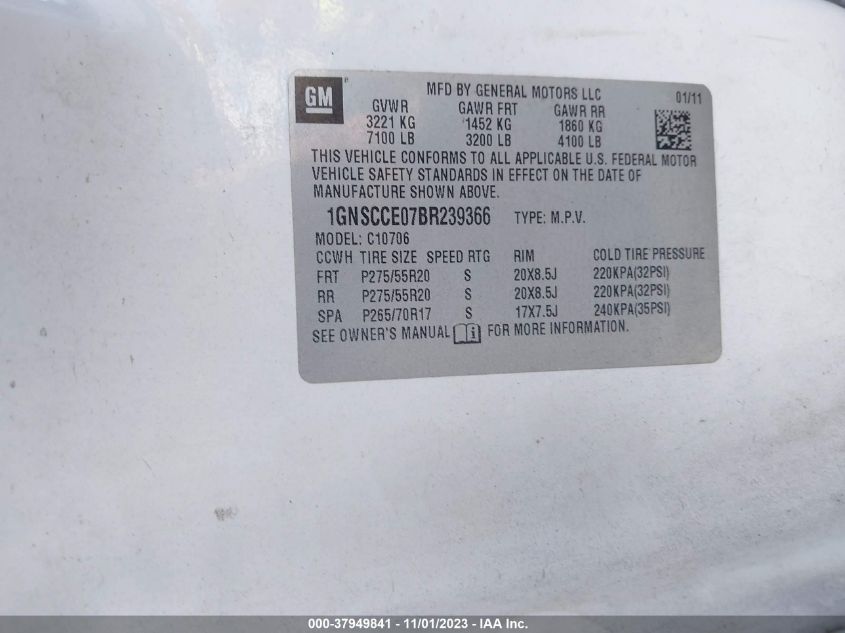 GM
MFD BY GENERAL MOTORS LLC 01/11
GVWR GAWR FRT GAWR RR
3221 KG 1452 KG 1860 KG
7100 LB 3200 LB 4100 LB
THIS VEHICLE CONFORMS TO ALL APPLICABLE U.S. FEDERAL MOTOR
VEHICLE SAFETY STANDARDS IN EFFECT ON THE DATE OF
MANUFACTURE SHOWN ABOVE.
1GNSCCE07BR239366 TYPE: M.P.V.
MODEL: C10706
CCWH TIRE SIZE SPEED RTG RIM COLD TIRE PRESSURE
FRT P275/55R20 S 20X8.5J 220KPA(32PSI)
RR P275/55R20 S 20X8.5J 220KPA(32PSI)
SPA P265/70R17 S 17X7.5J 240KPA(35PSI)
SEE OWNER'S MANUAL i FOR MORE INFORMATION.
000-37949841 - 11/01/2023 - IAA Inc.